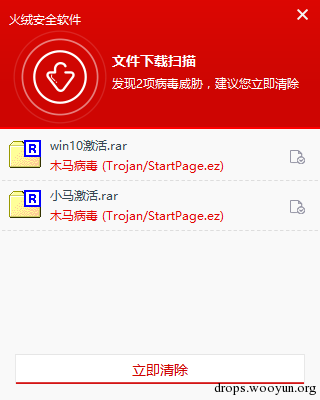 火绒安全软件
文件下载扫描
发现2项病毒威胁，建议您立即清除
win10激活.rar
木马病毒 (Trojan/StartPage.ez)
小马激活.rar
木马病毒 (Trojan/StartPage.ez)
立即清除
drops.wooyun.org